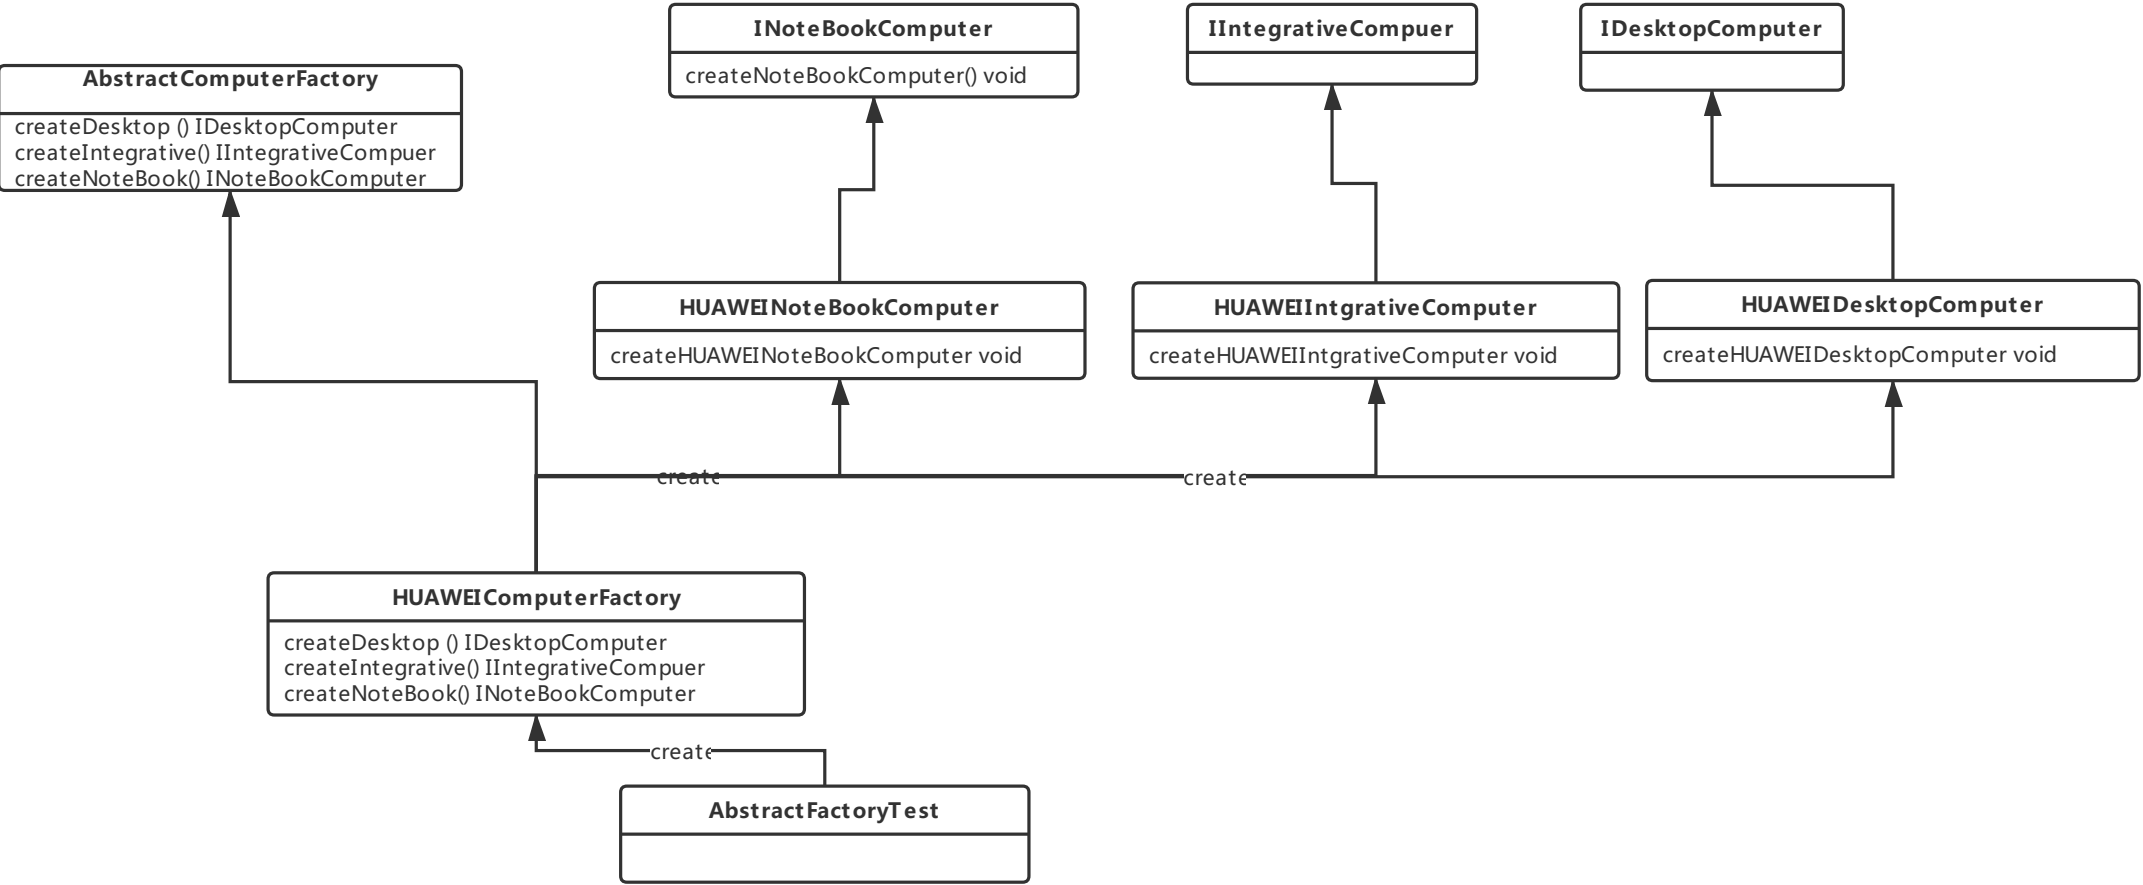 INoteBookComputer
createNoteBookComputer() void
IIntegrativeCompuer
IDesktopComputer
AbstractComputerFactory
createDesktop () IDesktopComputer
createIntegrative() IIntegrativeCompuer
createNoteBook() INoteBookComputer
HUAWEINoteBookComputer
createHUAWEINoteBookComputer void
HUAWEIIntgrativeComputer
createHUAWEIIntgrativeComputer void
HUAWEIDesktopComputer
createHUAWEIDesktopComputer void
create
create
HUAWEIComputerFactory
createDesktop () IDesktopComputer
createIntegrative() IIntegrativeCompuer
createNoteBook() INoteBookComputer
create
AbstractFactoryTest